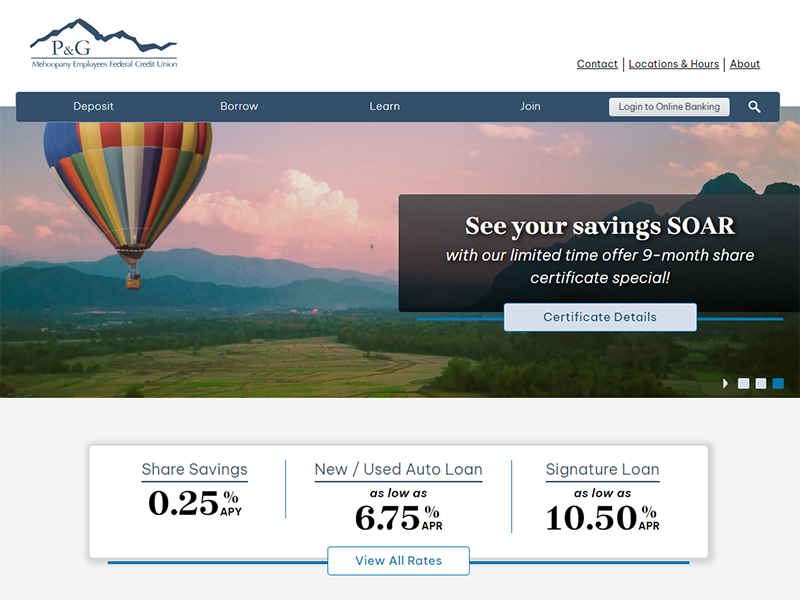 P&G
Mehoopany Employees Federal Credit Union
Contact
Locations & Hours
About
Deposit
Borrow
Learn
Join
Login to Online Banking
See your savings SOAR
with our limited time offer 9-month share
certificate special!
Certificate Details
Share Savings
0.25% APY
New / Used Auto Loan
as low as
6.75% APR
Signature Loan
as low as
10.50% APR
View All Rates